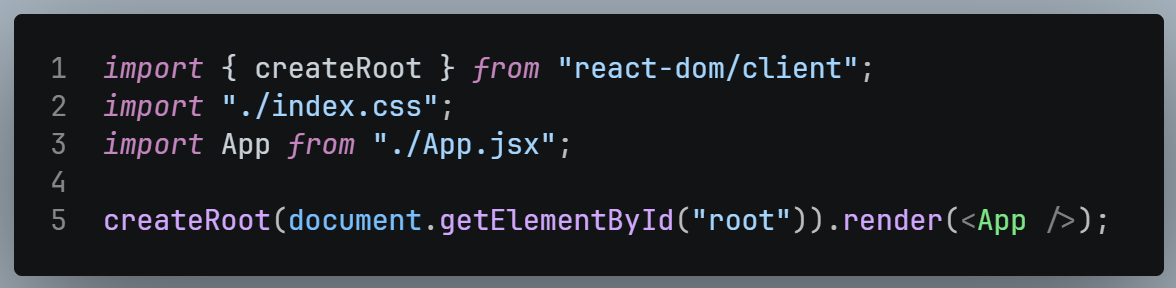 1 import { createRoot } from "react-dom/client";
2 import "./index.css";
3 import App from "./App.jsx";
4
5 createRoot(document.getElementById("root")).render(<App />);